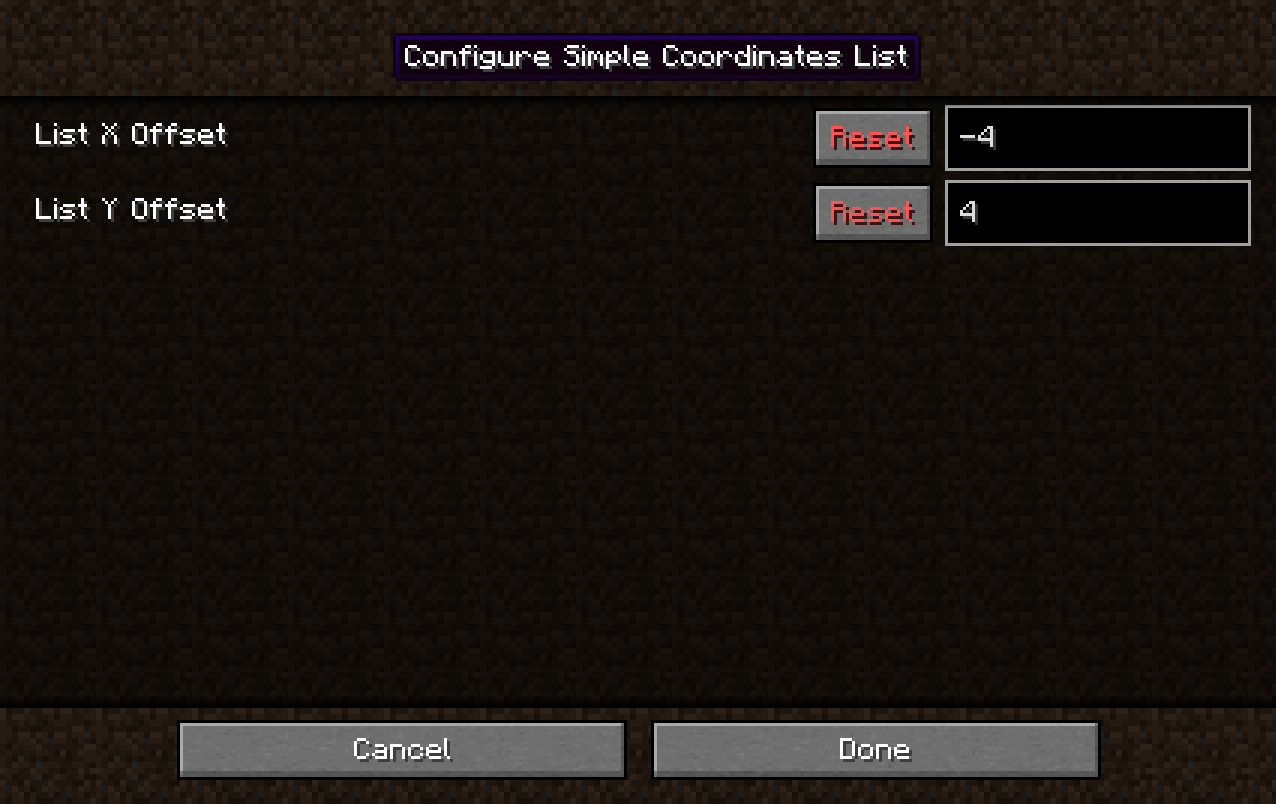 Configure Simple Coordinates List
List X Offset Reset -4
List Y Offset Reset 4
Cancel Done